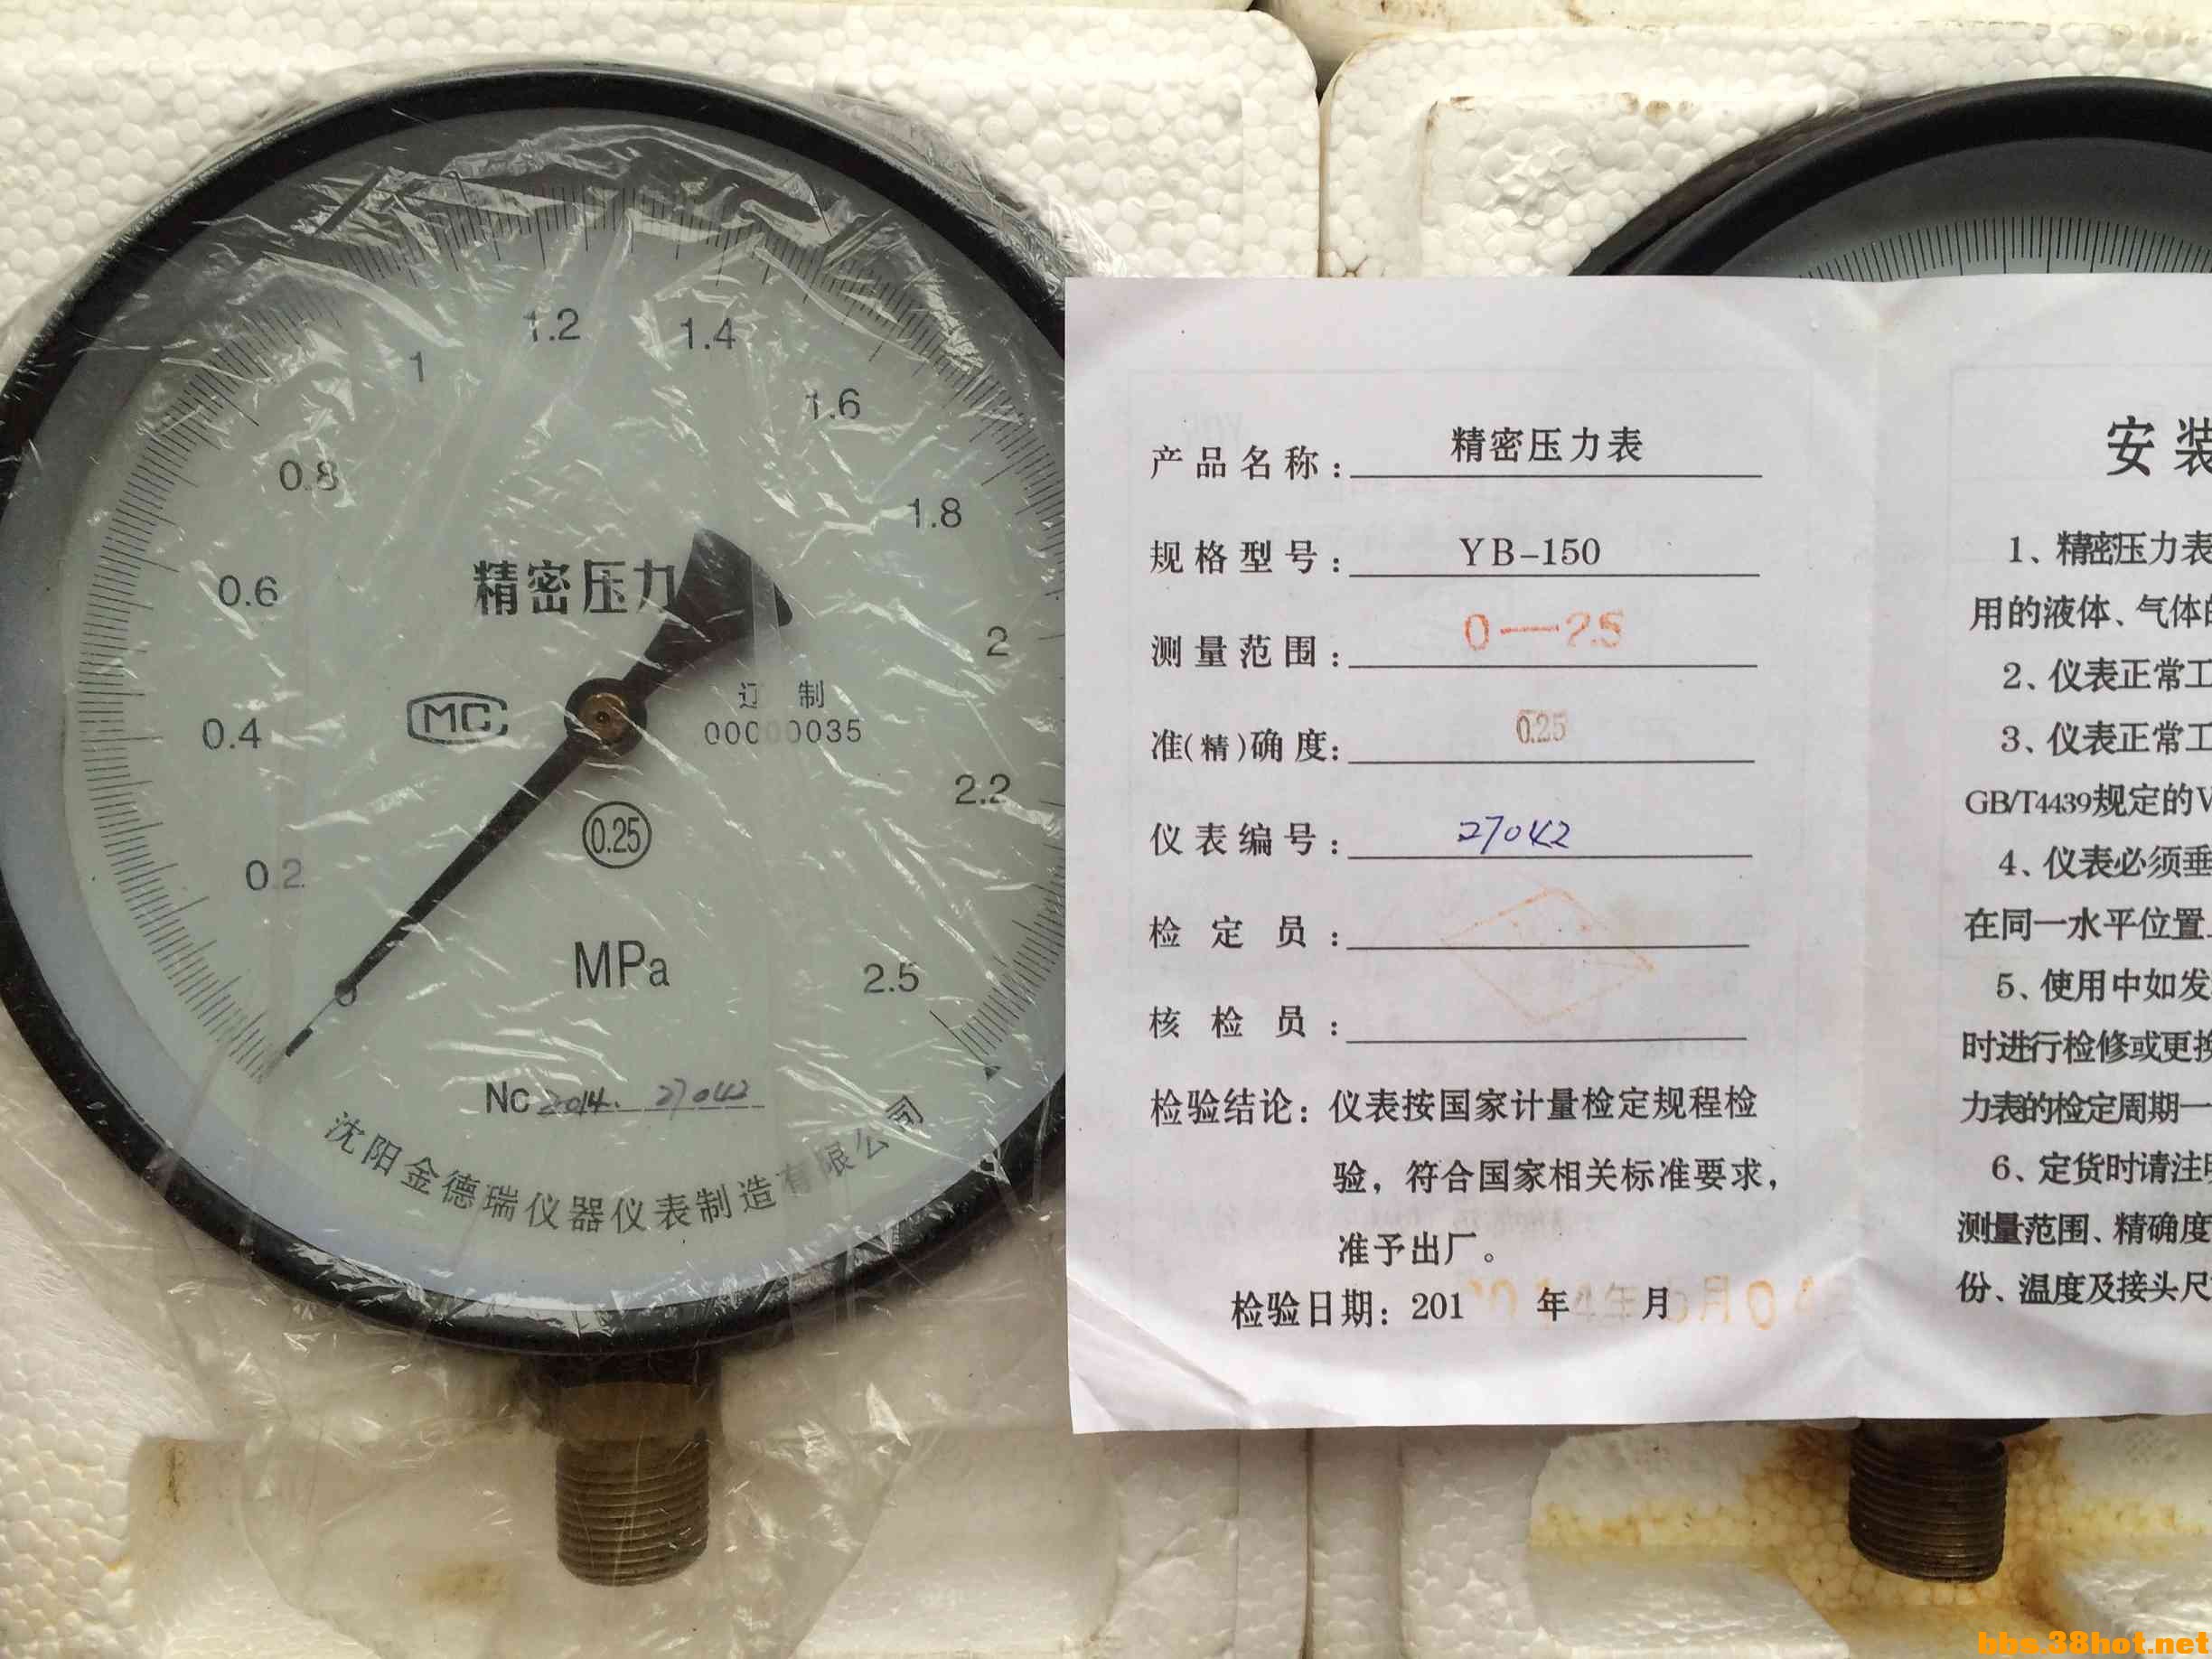 1.2
1.4
1
1.6
0.8
1.8
0.6
2
0.4
2.2
0.2
2.5
0
精密压力
MC
辽 制
00000035
0.25
MPa
No 2014. 27042
沈阳金德瑞仪器仪表制造有限公司
产品名称: 精密压力表
规格型号: YB-150
测量范围: 0—2.5
准(精)确度: 0.25
仪表编号: 27042
检定员:
核检员:
检验结论: 仪表按国家计量检定规程检
验，符合国家相关标准要求，
准予出厂。
检验日期: 201 年 月
安装
1、精密压力表
用的液体、气体的
2、仪表正常工
3、仪表正常工
GB/T4439规定的V
4、仪表必须垂
在同一水平位置
5、使用中如发
时进行检修或更换
力表的检定周期一
6、定货时请注明
测量范围、精确度
份、温度及接头尺
bbs.38hot.net